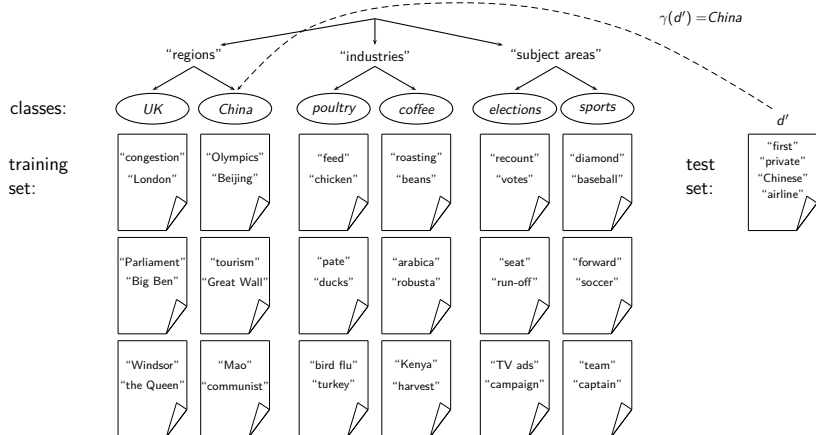 γ(d′) =China
“regions”
“industries”
“subject areas”
classes:
UK
China
poultry
coffee
elections
sports
d′
training
set:
“congestion”
“London”
“Olympics”
“Beijing”
“feed”
“chicken”
“roasting”
“beans”
“recount”
“votes”
“diamond”
“baseball”
test
set:
“first”
“private”
“Chinese”
“airline”
“Parliament”
“Big Ben”
“tourism”
“Great Wall”
“pate”
“ducks”
“arabica”
“robusta”
“seat”
“run-off”
“forward”
“soccer”
“Windsor”
“the Queen”
“Mao”
“communist”
“bird flu”
“turkey”
“Kenya”
“harvest”
“TV ads”
“campaign”
“team”
“captain”